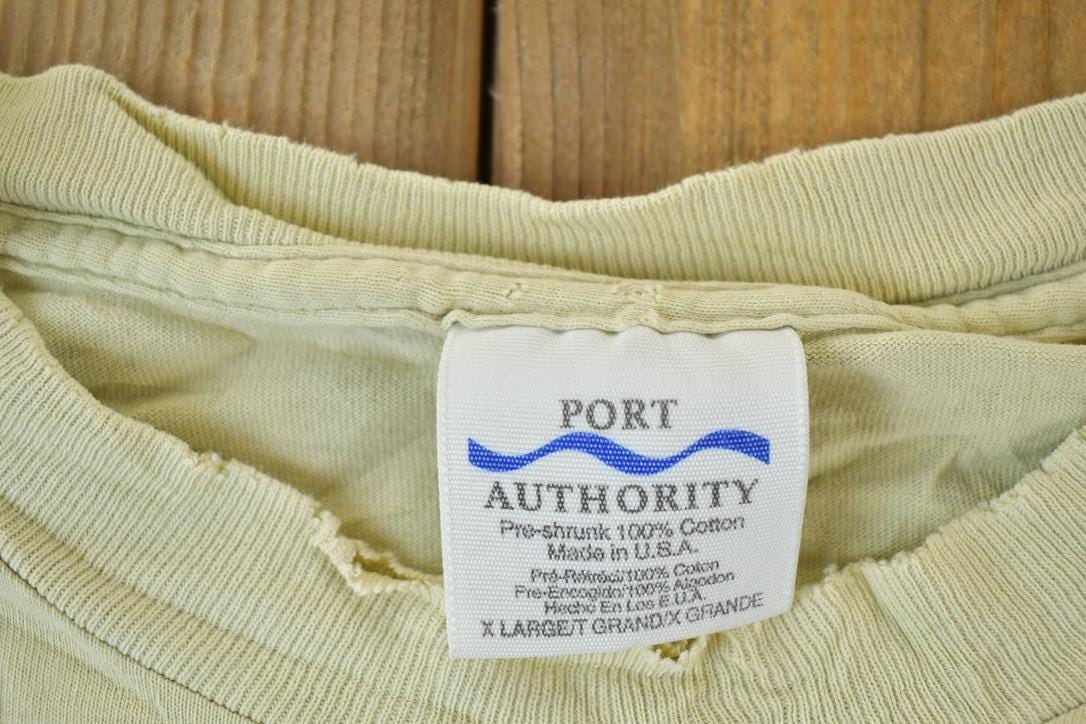 PORT
AUTHORITY
Pre-shrunk 100% Cotton
Made in U.S.A.
Pré-Rétréci/100% Coton
Pre-Encogido/100% Algodon
Hecho En Los E.U.A.
X LARGE/T GRAND/X GRANDE